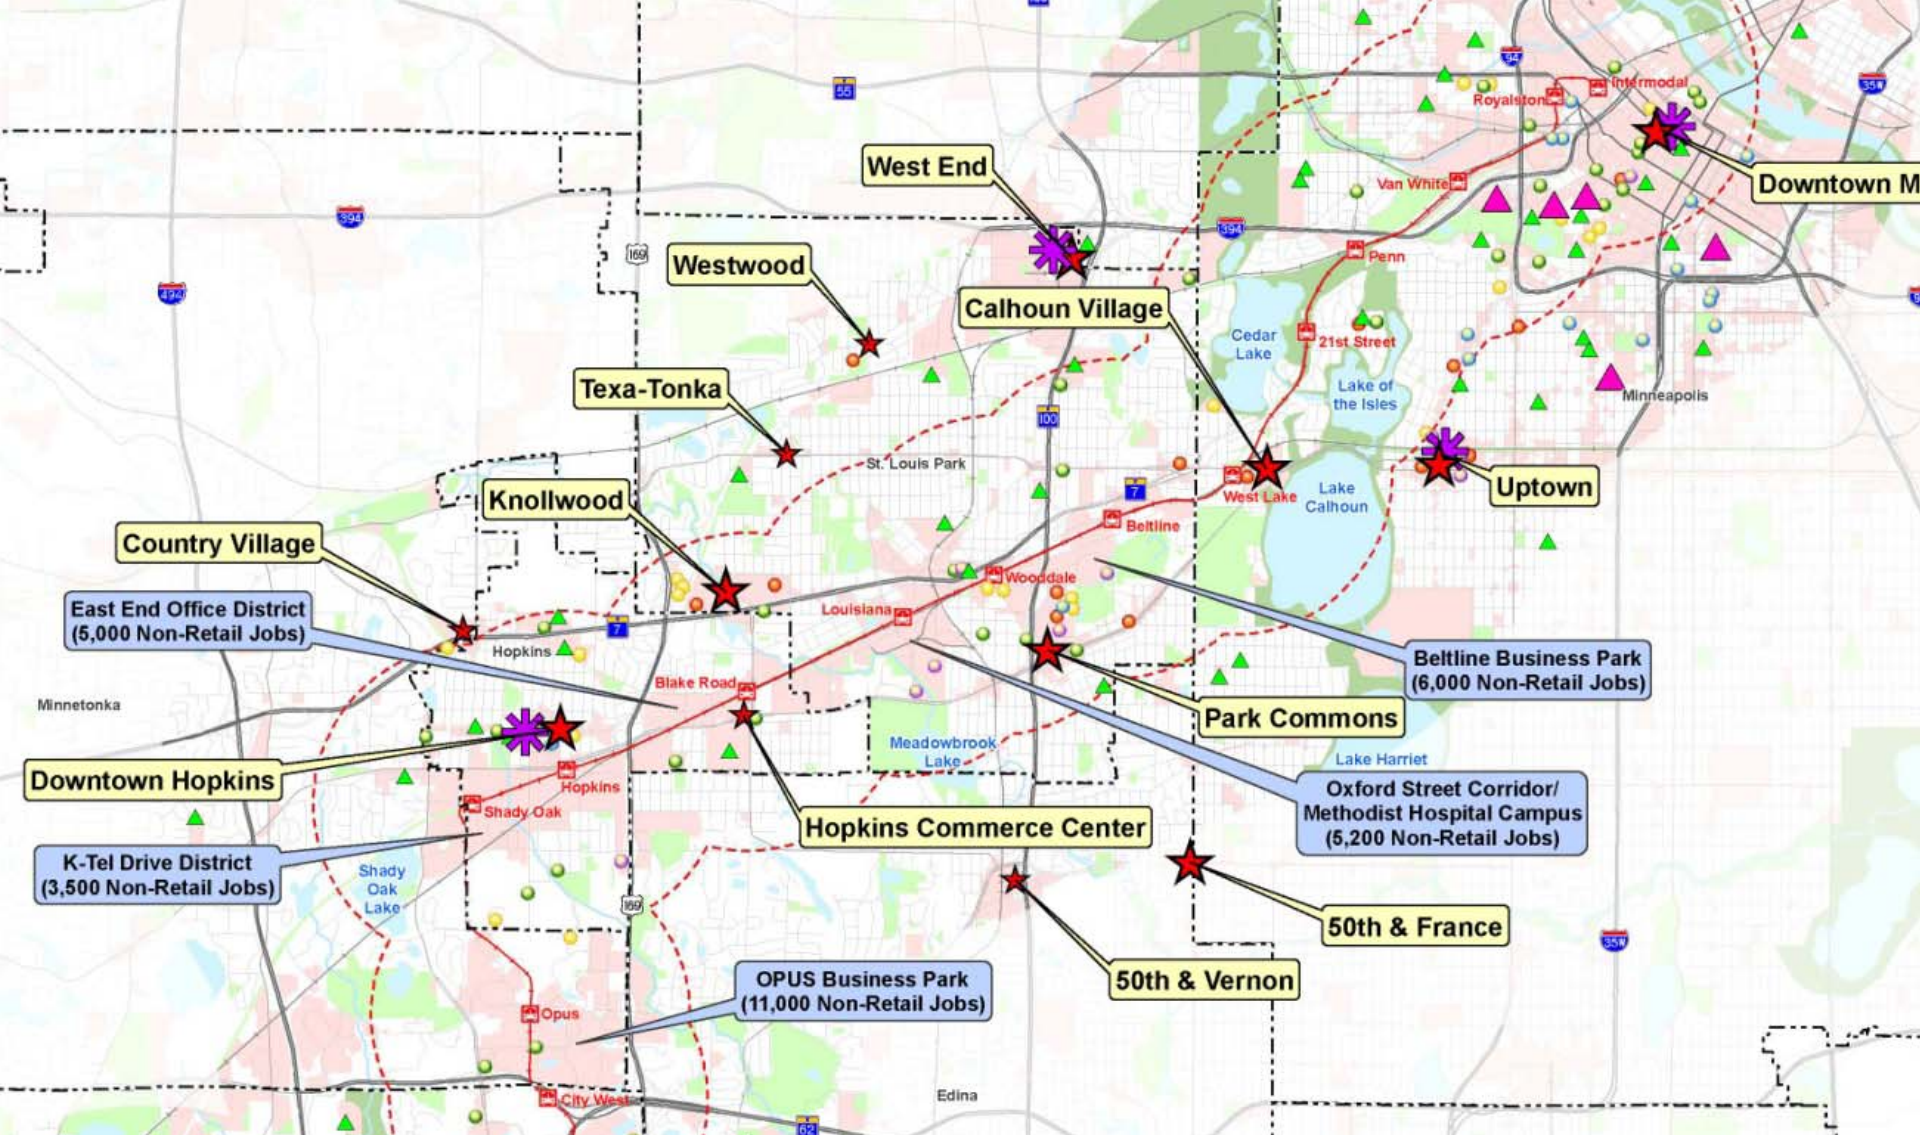 55
94
Intermodal
Royalston
35W
West End
Van White
Downtown M
394
394
169
Westwood
Penn
494
Calhoun Village
Cedar
Lake
21st Street
Texa-Tonka
Lake of
the Isles
Minneapolis
100
St. Louis Park
Knollwood
7
West Lake
Lake
Calhoun
Uptown
Beltline
Country Village
Wooddale
East End Office District
(5,000 Non-Retail Jobs)
Louisiana
7
Hopkins
Beltline Business Park
(6,000 Non-Retail Jobs)
Blake Road
Minnetonka
Park Commons
Meadowbrook
Lake
Lake Harriet
Downtown Hopkins
Hopkins
Shady Oak
Oxford Street Corridor/
Methodist Hospital Campus
(5,200 Non-Retail Jobs)
Hopkins Commerce Center
K-Tel Drive District
(3,500 Non-Retail Jobs)
Shady
Oak
Lake
169
50th & France
35W
50th & Vernon
OPUS Business Park
(11,000 Non-Retail Jobs)
Opus
Edina
City West
62